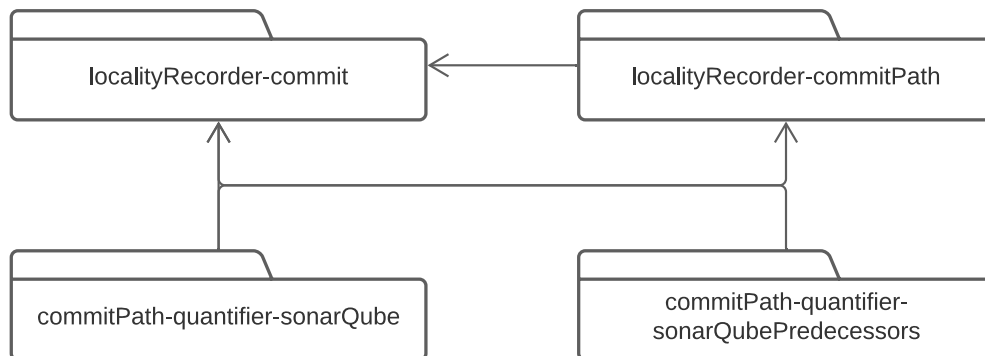 localityRecorder-commit
localityRecorder-commitPath
commitPath-quantifier-sonarQube
commitPath-quantifier-
sonarQubePredecessors